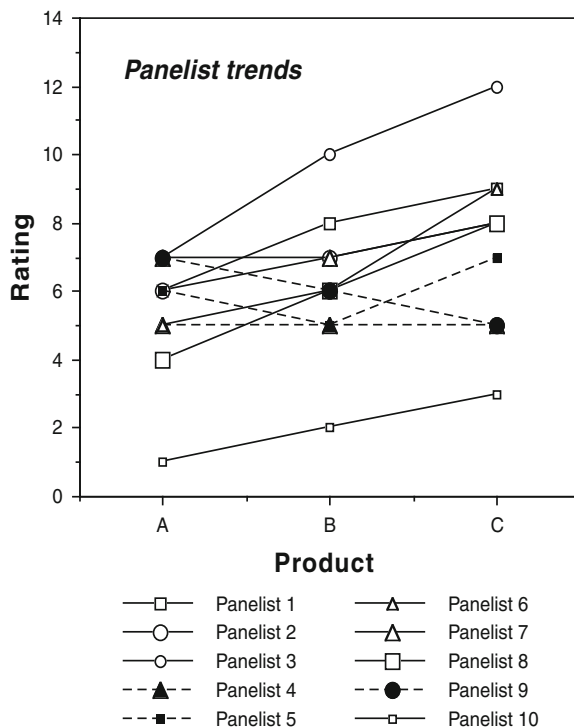 14
Panelist trends
12
10
8
Rating
6
4
2
0
A B C
Product
Panelist 1 Panelist 6
Panelist 2 Panelist 7
Panelist 3 Panelist 8
Panelist 4 Panelist 9
Panelist 5 Panelist 10